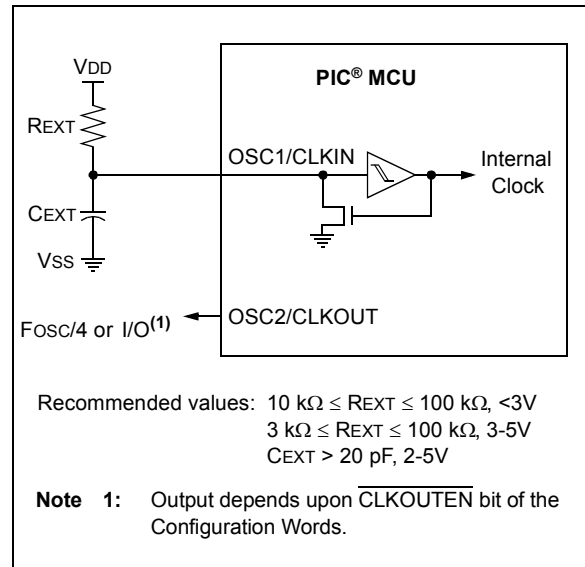 VDD
PIC® MCU
REXT
OSC1/CLKIN
Internal
Clock
CEXT
VSS
OSC2/CLKOUT
FOSC/4 or I/O(1)
Recommended values: 10 kΩ ≤ REXT ≤ 100 kΩ, <3V
3 kΩ ≤ REXT ≤ 100 kΩ, 3-5V
CEXT > 20 pF, 2-5V
Note 1: Output depends upon CLKOUTEN bit of the
Configuration Words.